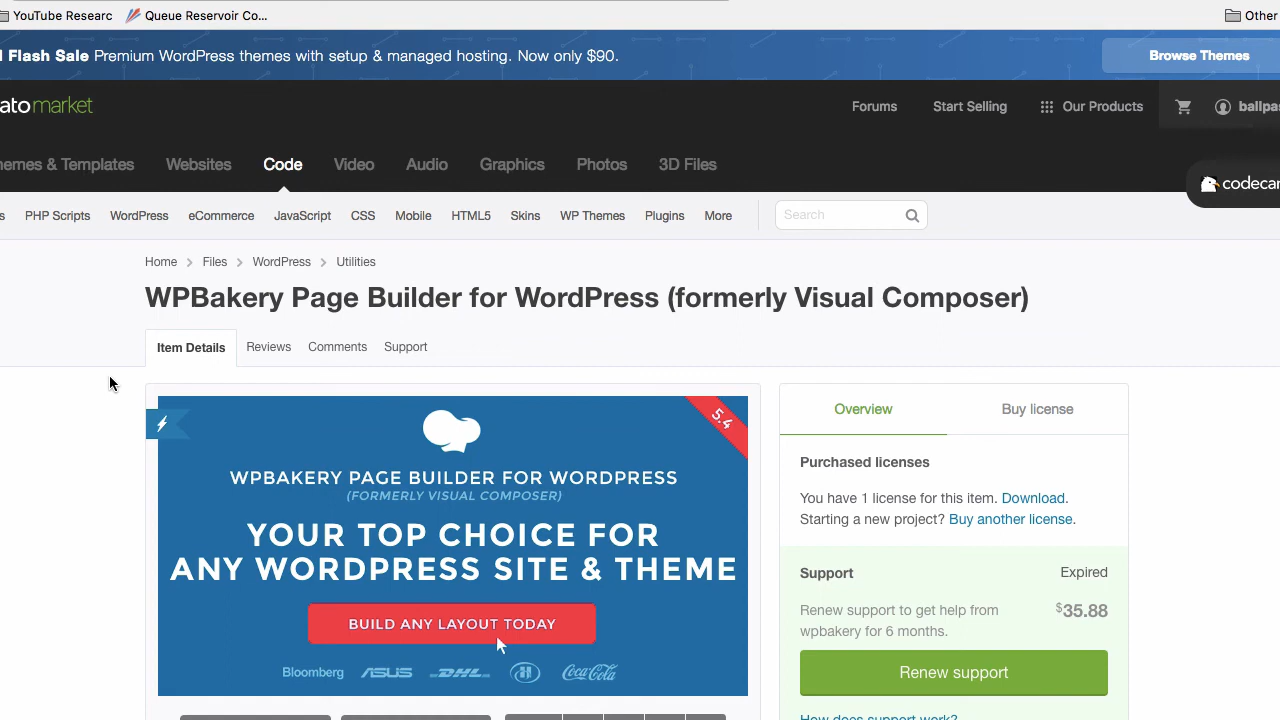 YouTube Researc Queue Reservoir Co... Other
Flash Sale Premium WordPress themes with setup & managed hosting. Now only $90. Browse Themes
ato market Forums Start Selling Our Products ballpa
hemes & Templates Websites Code Video Audio Graphics Photos 3D Files
codecan
s PHP Scripts WordPress eCommerce JavaScript CSS Mobile HTML5 Skins WP Themes Plugins More Search
Home Files WordPress Utilities
WPBakery Page Builder for WordPress (formerly Visual Composer)
Item Details Reviews Comments Support
5.4
WPBAKERY PAGE BUILDER FOR WORDPRESS
(FORMERLY VISUAL COMPOSER)
YOUR TOP CHOICE FOR
ANY WORDPRESS SITE & THEME
BUILD ANY LAYOUT TODAY
Bloomberg ASUS DHL H Coca-Cola
Overview Buy license
Purchased licenses
You have 1 license for this item. Download.
Starting a new project? Buy another license.
Support Expired
Renew support to get help from $35.88
wpbakery for 6 months.
Renew support
How does support work?